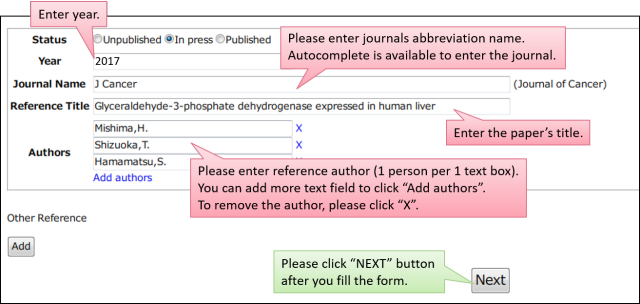 Enter year.
Status Unpublished In press Published
Please enter journals abbreviation name.
Autocomplete is available to enter the journal.
Year 2017
Journal Name J Cancer (Journal of Cancer)
Reference Title Glyceraldehyde-3-phosphate dehydrogenase expressed in human liver
Enter the paper's title.
Authors
Mishima,H. X
Shizuoka,T. X
Hamamatsu,S. X
Add authors
Please enter reference author (1 person per 1 text box).
You can add more text field to click “Add authors”.
To remove the author, please click “X”.
Other Reference
Add
Please click “NEXT” button
after you fill the form.
Next